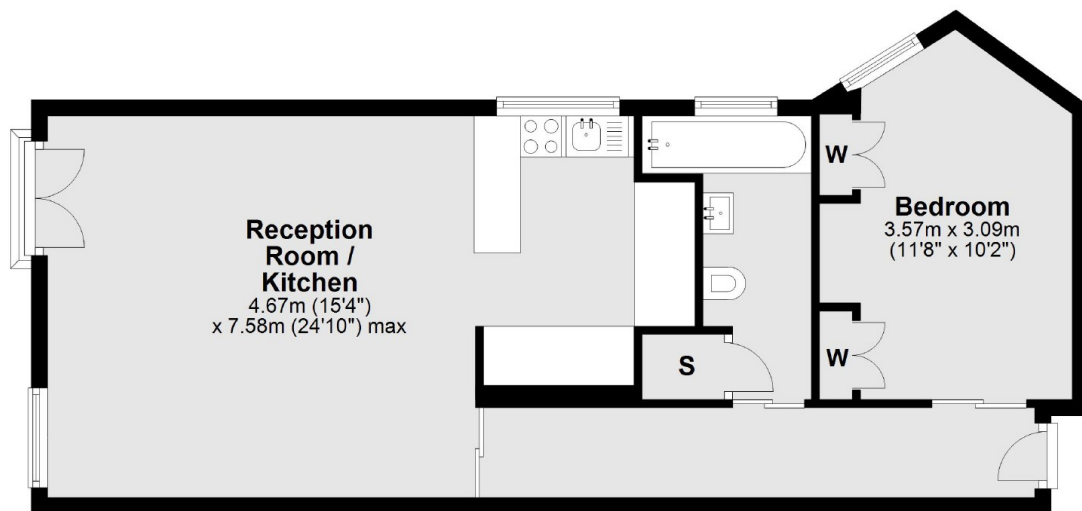 Reception
Room /
Kitchen
4.67m (15'4")
x 7.58m (24'10") max
S
W
W
Bedroom
3.57m x 3.09m
(11'8" x 10'2")